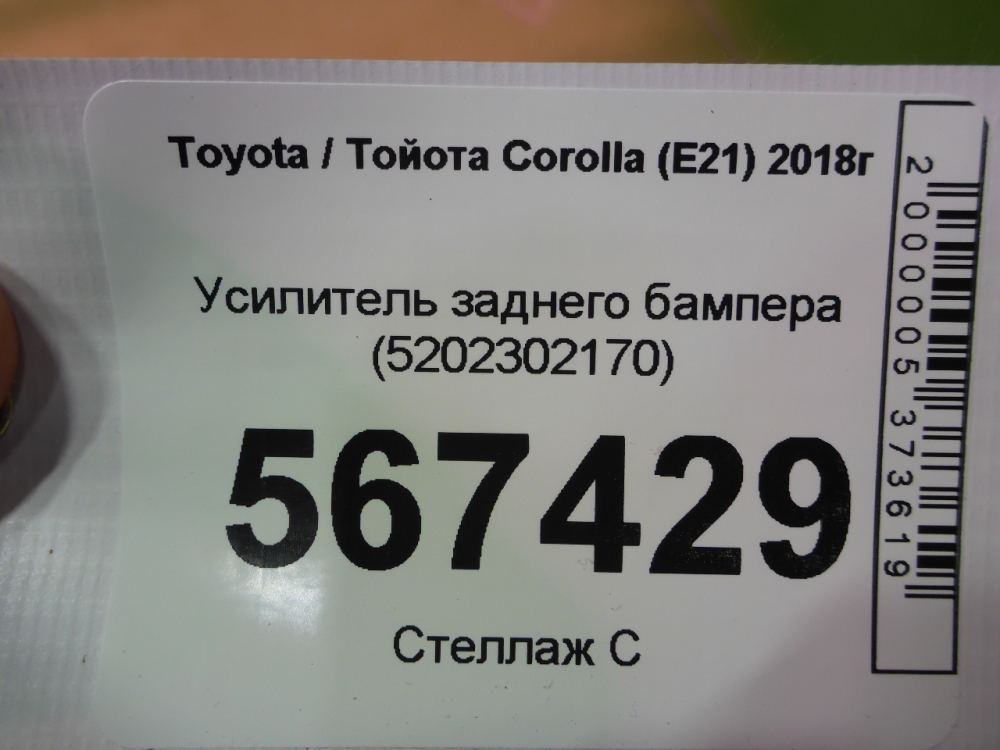 Toyota / Тойота Corolla (E21) 2018г
Усилитель заднего бампера
(5202302170)
567429
Стеллаж С
2000005373619